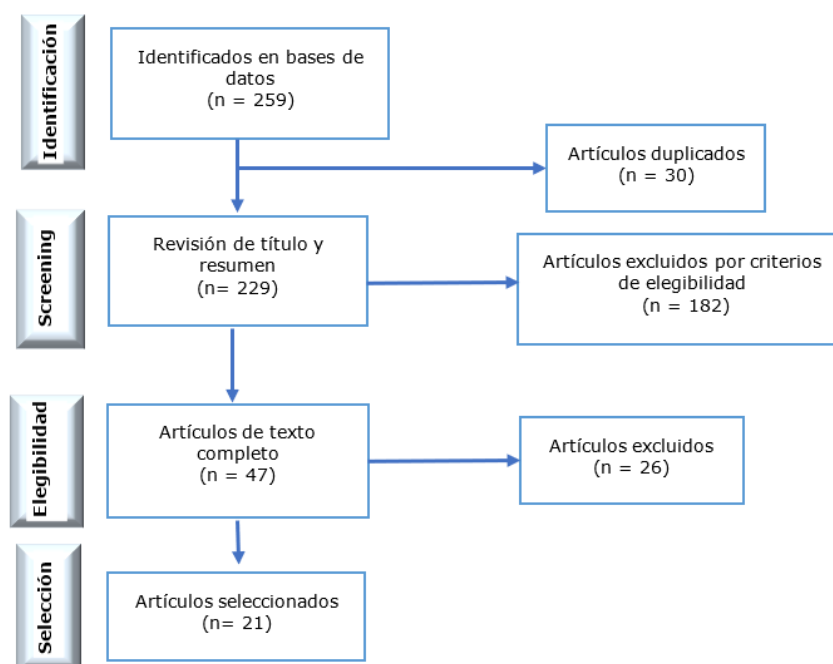 Identificación
Identificados en bases de
datos
(n = 259)
Artículos duplicados
(n = 30)
Screening
Revisión de título y
resumen
(n= 229)
Artículos excluidos por criterios
de elegibilidad
(n = 182)
Elegibilidad
Artículos de texto
completo
(n = 47)
Artículos excluidos
(n = 26)
Selección
Artículos seleccionados
(n= 21)